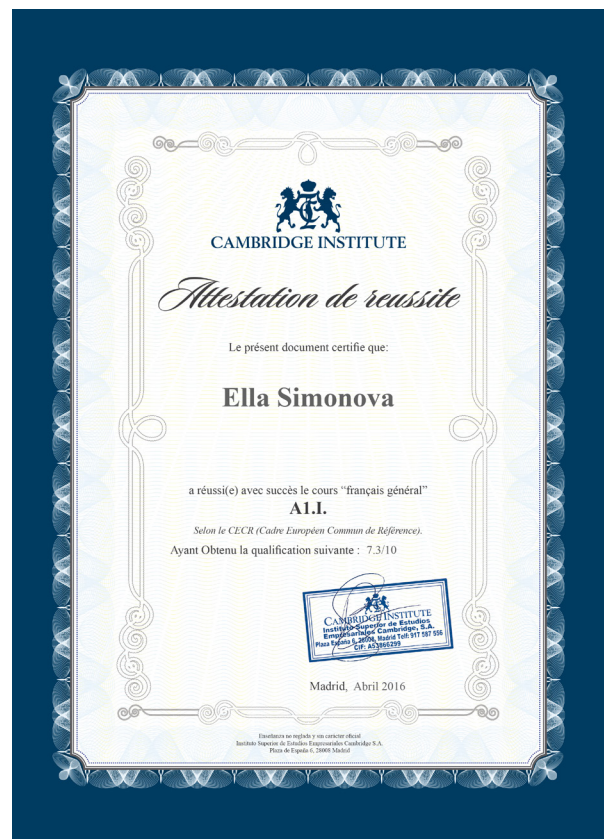 CAMBRIDGE INSTITUTE
Attestation de reussite
Le présent document certifie que:
Ella Simonova
a réussi(e) avec succès le cours “français général”
A1.I.
Selon le CECR (Cadre Européen Commun de Référence).
Ayant Obtenu la qualification suivante : 7.3/10
CAMBRIDGE INSTITUTE
Instituto Superior de Estudios
Empresariales Cambridge, S.A.
Plaza España 6, 28008, Madrid Telf: 917 587 556
CIF: A53866299
Madrid, Abril 2016
Enseñanza no reglada y sin carácter oficial
Instituto Superior de Estudios Empresariales Cambridge S.A.
Plaza de España 6, 28008 Madrid